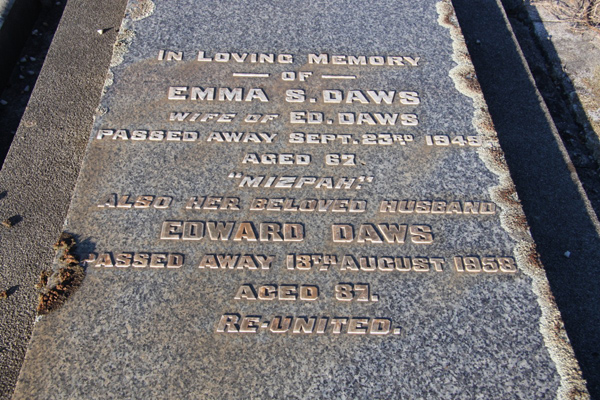 IN LOVING MEMORY
OF
EMMA S. DAWS
WIFE OF ED. DAWS
PASSED AWAY SEPT. 23RD 1945
AGED 67.
"MIZPAH."
ALSO HER BELOVED HUSBAND
EDWARD DAWS
PASSED AWAY 18TH AUGUST 1958
AGED 87.
RE-UNITED.